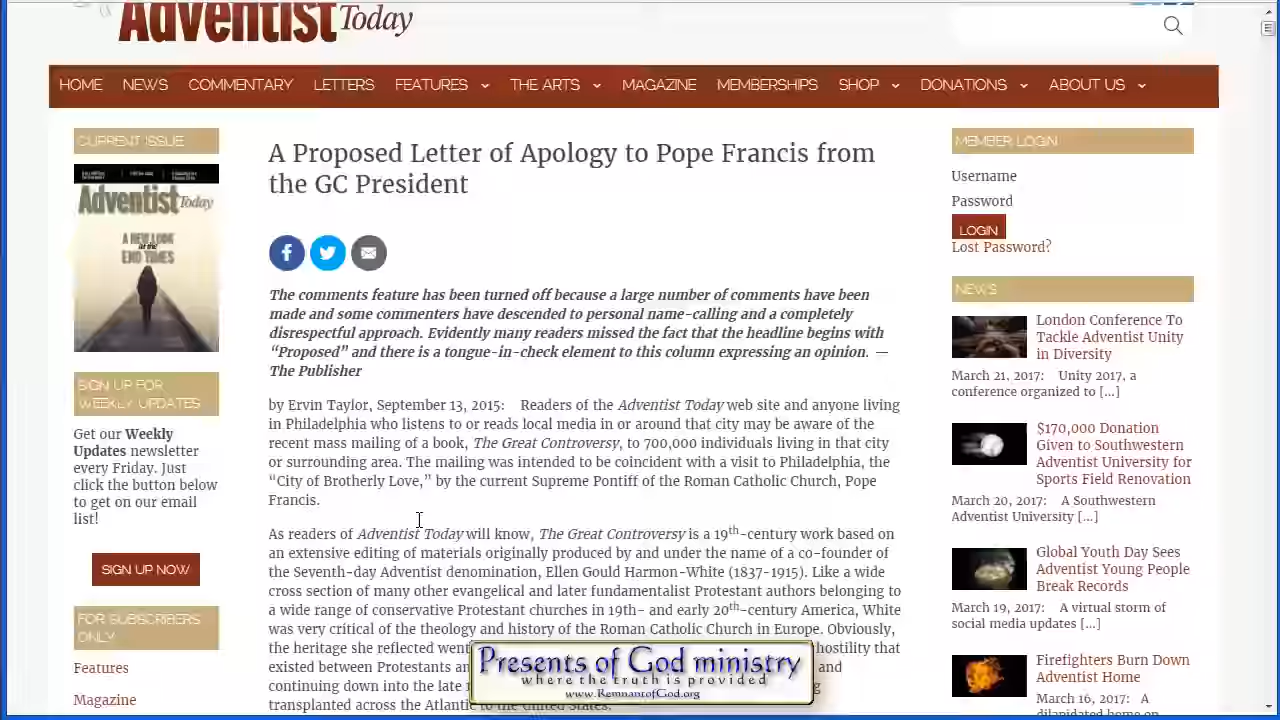 Adventist Today
HOME NEWS COMMENTARY LETTERS FEATURES THE ARTS MAGAZINE MEMBERSHIPS SHOP DONATIONS ABOUT US
CURRENT ISSUE
Adventist Today
A NEW LOOK
at the
END TIMES
SIGN UP FOR
WEEKLY UPDATES
Get our Weekly
Updates newsletter
every Friday. Just
click the button below
to get on our email
list!
SIGN UP NOW
FOR SUBSCRIBERS
ONLY
Features
Magazine
A Proposed Letter of Apology to Pope Francis from
the GC President
The comments feature has been turned off because a large number of comments have been
made and some commenters have descended to personal name-calling and a completely
disrespectful approach. Evidently many readers missed the fact that the headline begins with
“Proposed” and there is a tongue-in-check element to this column expressing an opinion. —
The Publisher
by Ervin Taylor, September 13, 2015: Readers of the Adventist Today web site and anyone living
in Philadelphia who listens to or reads local media in or around that city may be aware of the
recent mass mailing of a book, The Great Controversy, to 700,000 individuals living in that city
or surrounding area. The mailing was intended to be coincident with a visit to Philadelphia, the
“City of Brotherly Love,” by the current Supreme Pontiff of the Roman Catholic Church, Pope
Francis.
As readers of Adventist Today will know, The Great Controversy is a 19th-century work based on
an extensive editing of materials originally produced by and under the name of a co-founder of
the Seventh-day Adventist denomination, Ellen Gould Harmon-White (1837-1915). Like a wide
cross section of many other evangelical and later fundamentalist Protestant authors belonging to
a wide range of conservative Protestant churches in 19th- and early 20th-century America, White
was very critical of the theology and history of the Roman Catholic Church in Europe. Obviously,
the heritage she reflected went hostility that
existed between Protestants and
continuing down into the late
transplanted across the Atlantic to the United States.
Presents of God ministry
where the truth is provided
www.RemnantofGod.org
MEMBER LOGIN
Username
Password
LOGIN
Lost Password?
NEWS
London Conference To
Tackle Adventist Unity
in Diversity
March 21, 2017: Unity 2017, a
conference organized to [...]
$170,000 Donation
Given to Southwestern
Adventist University for
Sports Field Renovation
March 20, 2017: A Southwestern
Adventist University [...]
Global Youth Day Sees
Adventist Young People
Break Records
March 19, 2017: A virtual storm of
social media updates [...]
Firefighters Burn Down
Adventist Home
March 16, 2017: A
dilapidated home on